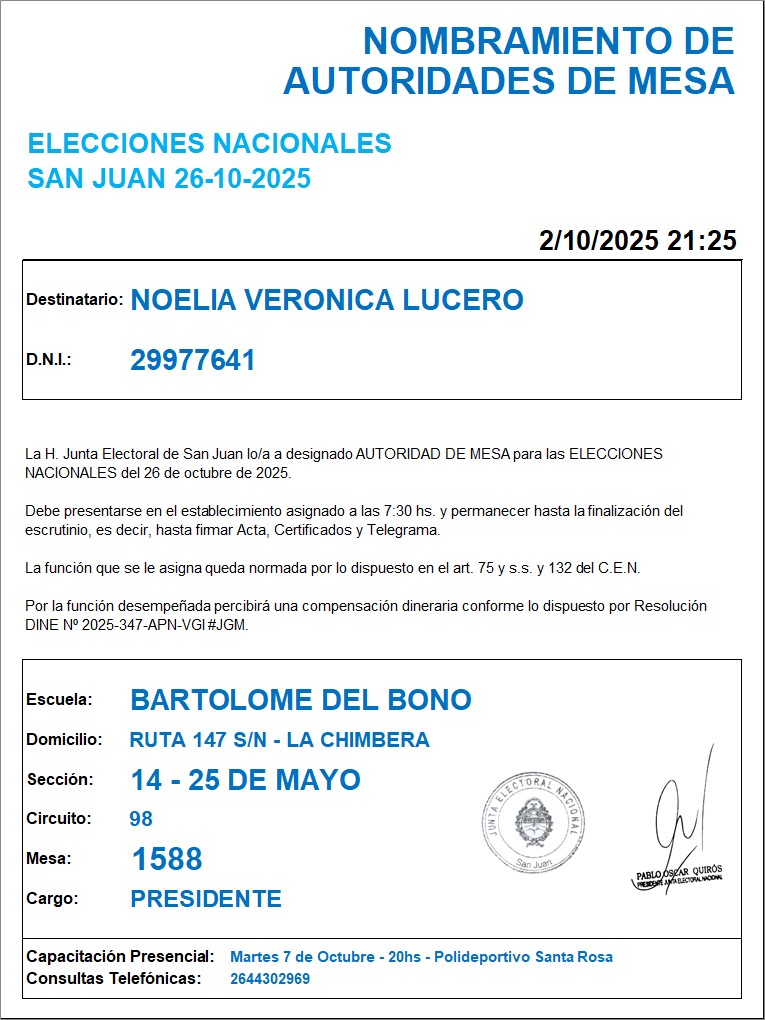 NOMBRAMIENTO DE
AUTORIDADES DE MESA
ELECCIONES NACIONALES
SAN JUAN 26-10-2025
2/10/2025 21:25
Destinatario: NOELIA VERONICA LUCERO
D.N.I.: 29977641
La H. Junta Electoral de San Juan lo/a a designado AUTORIDAD DE MESA para las ELECCIONES
NACIONALES del 26 de octubre de 2025.
Debe presentarse en el establecimiento asignado a las 7:30 hs. y permanecer hasta la finalización del
escrutinio, es decir, hasta firmar Acta, Certificados y Telegrama.
La función que se le asigna queda normada por lo dispuesto en el art. 75 y s.s. y 132 del C.E.N.
Por la función desempeñada percibirá una compensación dineraria conforme lo dispuesto por Resolución
DINE Nº 2025-347-APN-VGI#JGM.
Escuela: BARTOLOME DEL BONO
Domicilio: RUTA 147 S/N - LA CHIMBERA
Sección: 14 - 25 DE MAYO
Circuito: 98
Mesa: 1588
Cargo: PRESIDENTE
JUNTA ELECTORAL NACIONAL
San Juan
PABLO OSCAR QUIRÓS
PRESIDENTE JUNTA ELECTORAL NACIONAL
Capacitación Presencial: Martes 7 de Octubre - 20hs - Polideportivo Santa Rosa
Consultas Telefónicas: 2644302969